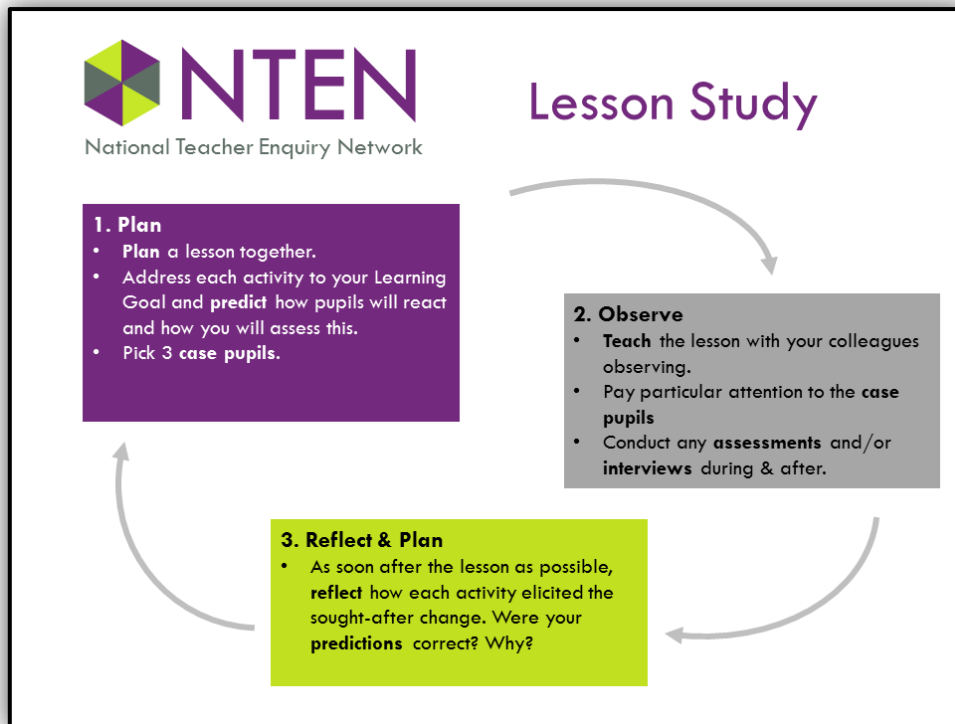 NTEN
National Teacher Enquiry Network
Lesson Study
1. Plan
• Plan a lesson together.
• Address each activity to your Learning
Goal and predict how pupils will react
and how you will assess this.
• Pick 3 case pupils.
2. Observe
• Teach the lesson with your colleagues
observing.
• Pay particular attention to the case
pupils
• Conduct any assessments and/or
interviews during & after.
3. Reflect & Plan
• As soon after the lesson as possible,
reflect how each activity elicited the
sought-after change. Were your
predictions correct? Why?